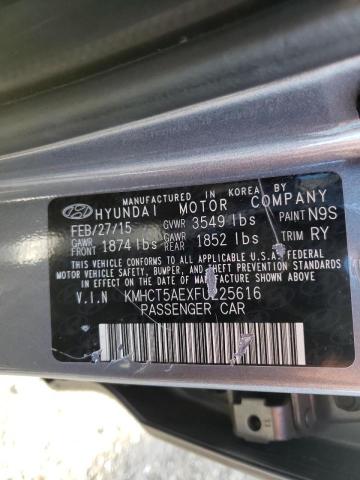 MANUFACTURED IN KOREA BY
HYUNDAI MOTOR COMPANY
FEB/27/15 GVWR 3549 lbs PAINT N9S
GAWR FRONT 1874 lbs GAWR REAR 1852 lbs TRIM RY
THIS VEHICLE CONFORMS TO ALL APPLICABLE U.S. FEDERAL
MOTOR VEHICLE SAFETY, BUMPER, AND THEFT PREVENTION
STANDARDS IN EFFECT ON THE DATE OF MANUFACTURE SHOWN ABOVE.
V.I.N KMHCT5AEXFU225616
PASSENGER CAR